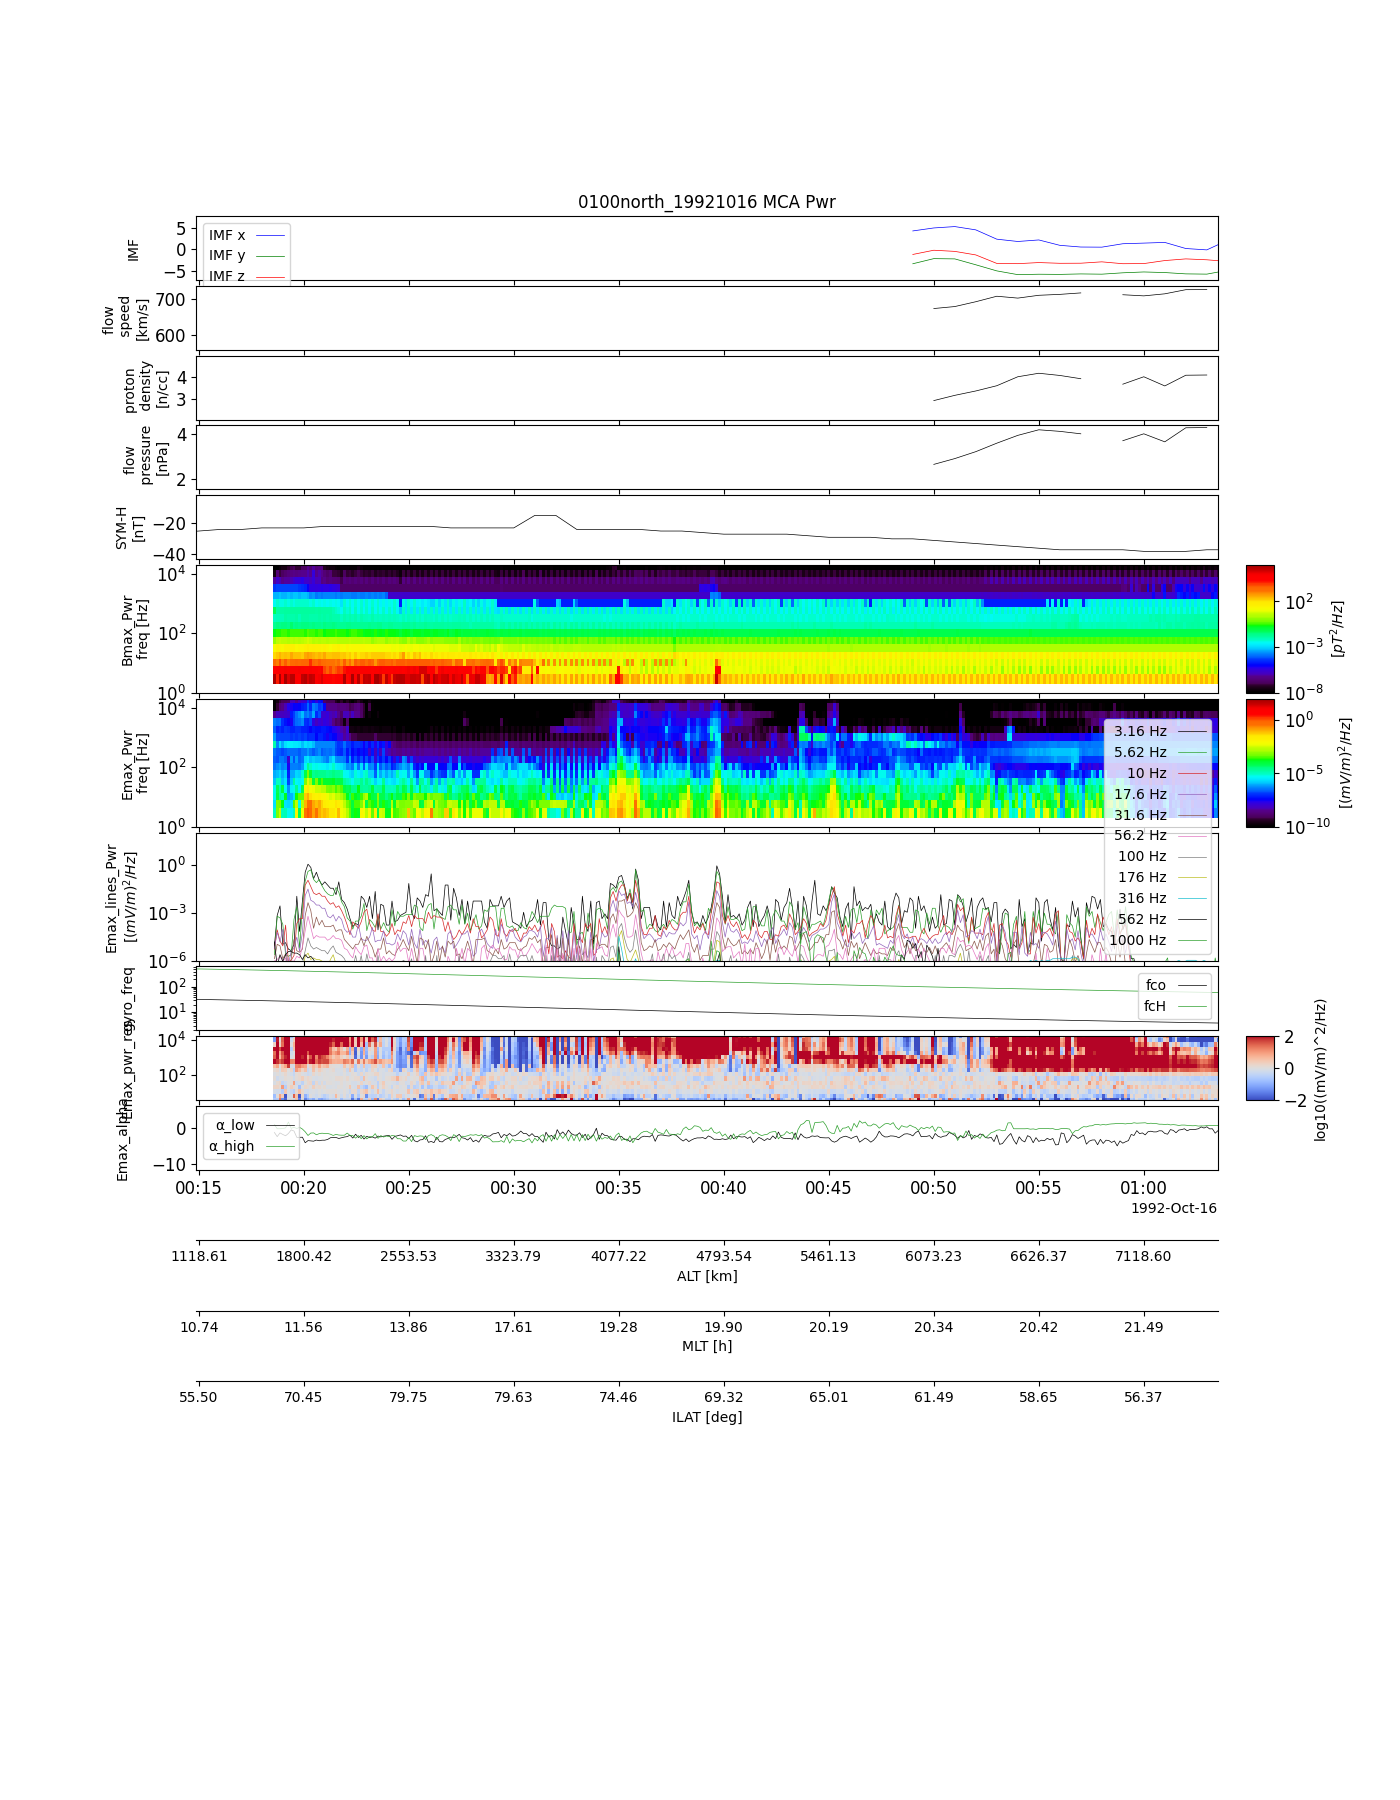 0100north_19921016 MCA Pwr
IMF
5
0
−5
IMF x
IMF y
IMF z
flow
speed
[km/s]
700
600
proton
density
[n/cc]
4
3
flow
pressure
[nPa]
4
2
SYM-H
[nT]
−20
−40
Bmax_Pwr
freq [Hz]
10^4
10^2
10^0
10^2
10^−3
10^−8
[pT^2/Hz]
Emax_Pwr
freq [Hz]
10^4
10^2
10^0
10^0
10^−5
10^−10
[(mV/m)^2/Hz]
3.16 Hz
5.62 Hz
10 Hz
17.6 Hz
31.6 Hz
56.2 Hz
100 Hz
176 Hz
316 Hz
562 Hz
1000 Hz
Emax_lines_Pwr
[(mV/m)^2/Hz]
10^0
10^−3
10^−6
10^2
10^1
fco
fcH
10^4
10^2
2
0
−2
log10((mV/m)^2/Hz)
Emax_alpha
0
−10
α_low
α_high
00:15 00:20 00:25 00:30 00:35 00:40 00:45 00:50 00:55 01:00
1992-Oct-16
1118.61 1800.42 2553.53 3323.79 4077.22 4793.54 5461.13 6073.23 6626.37 7118.60
ALT [km]
10.74 11.56 13.86 17.61 19.28 19.90 20.19 20.34 20.42 21.49
MLT [h]
55.50 70.45 79.75 79.63 74.46 69.32 65.01 61.49 58.65 56.37
ILAT [deg]